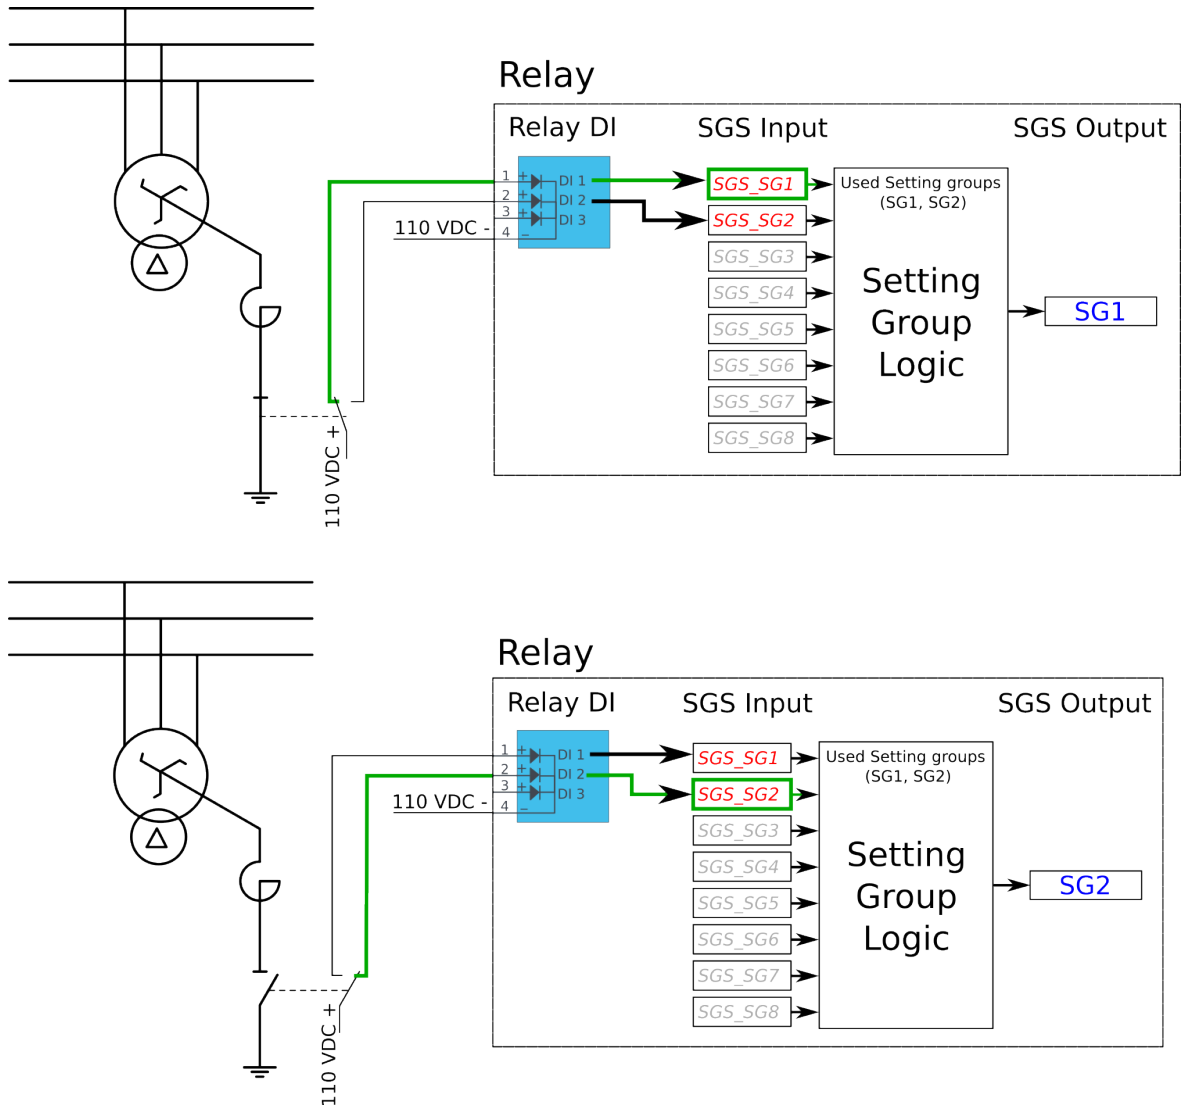 Relay
Relay DI
SGS Input
SGS Output
1 +
2 +
3 +
4 −
DI 1
DI 2
DI 3
110 VDC -
110 VDC +
SGS_SG1
SGS_SG2
SGS_SG3
SGS_SG4
SGS_SG5
SGS_SG6
SGS_SG7
SGS_SG8
Used Setting groups
(SG1, SG2)
Setting
Group
Logic
SG1
Relay
Relay DI
SGS Input
SGS Output
1 +
2 +
3 +
4 −
DI 1
DI 2
DI 3
110 VDC -
110 VDC +
SGS_SG1
SGS_SG2
SGS_SG3
SGS_SG4
SGS_SG5
SGS_SG6
SGS_SG7
SGS_SG8
Used Setting groups
(SG1, SG2)
Setting
Group
Logic
SG2